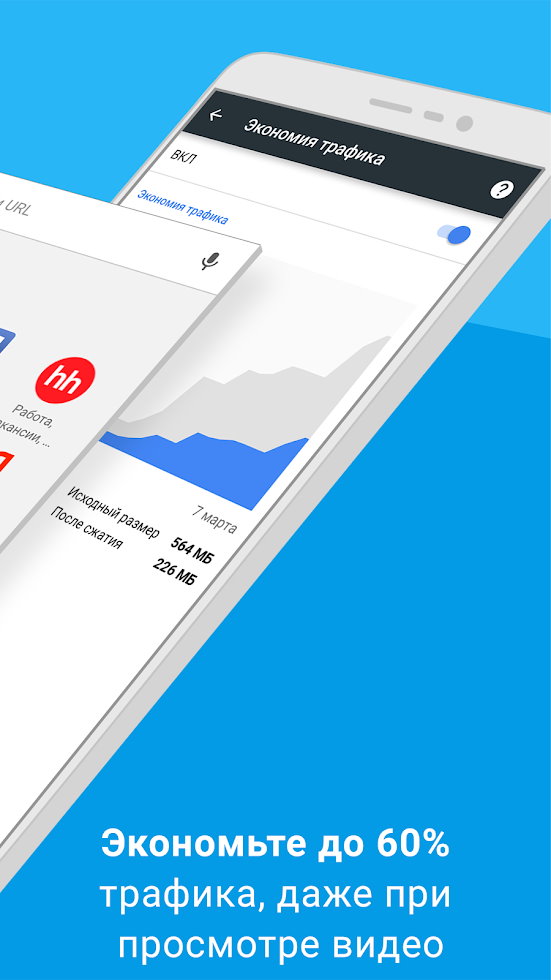 Экономия трафика
?
ВКЛ
Экономия трафика
URL
hh
Работа,
7 марта
Исходный размер 564 МБ
После сжатия 226 МБ
Экономьте до 60%
трафика, даже при
просмотре видео